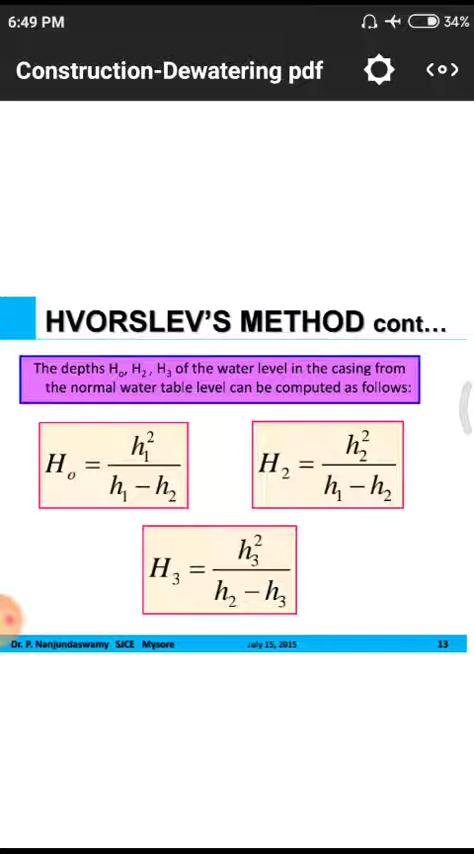 6:49 PM 34%
Construction-Dewatering pdf
HVORSLEV'S METHOD cont...
The depths Hₒ, H₂, H₃ of the water level in the casing from
the normal water table level can be computed as follows:
Hₒ = h₁² / (h₁ – h₂) H₂ = h₂² / (h₁ – h₂)
H₃ = h₃² / (h₂ – h₃)
Dr. P. Nanjundaswamy SJCE Mysore July 15, 2015 13